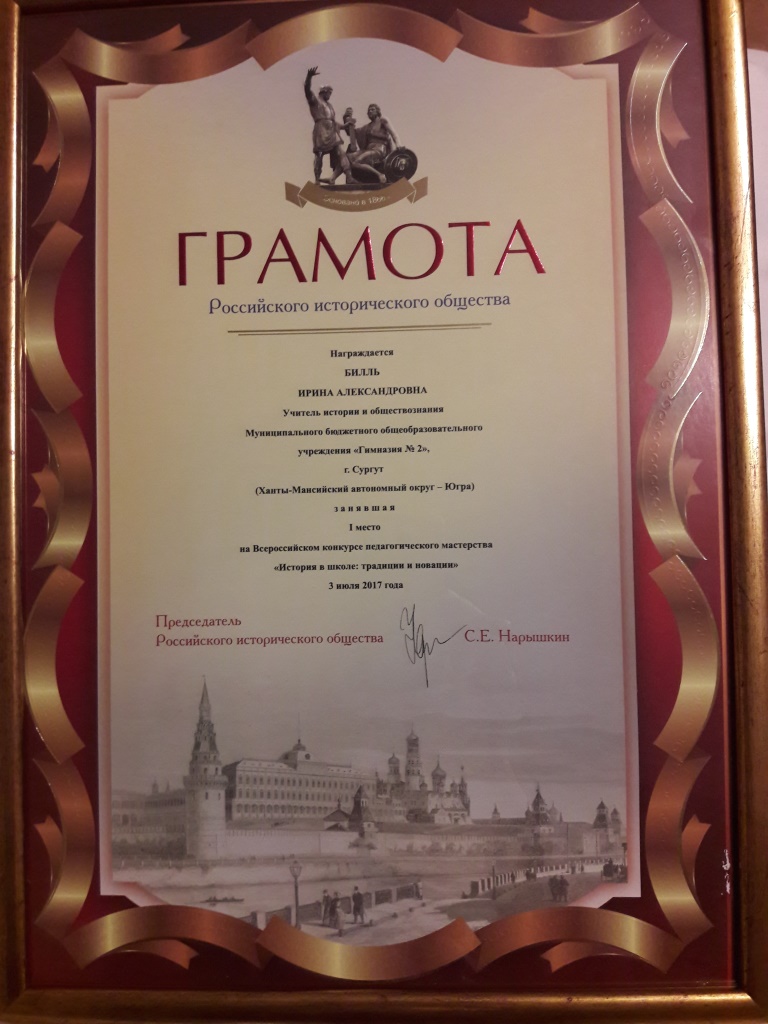 Основано в 1866 г.
ГРАМОТА
Российского исторического общества
Награждается
БИЛЛЬ
ИРИНА АЛЕКСАНДРОВНА
Учитель истории и обществознания
Муниципального бюджетного общеобразовательного
учреждения «Гимназия № 2»,
г. Сургут
(Ханты-Мансийский автономный округ – Югра)
занявшая
I место
на Всероссийском конкурсе педагогического мастерства
«История в школе: традиции и новации»
3 июля 2017 года
Председатель
Российского исторического общества
С.Е. Нарышкин